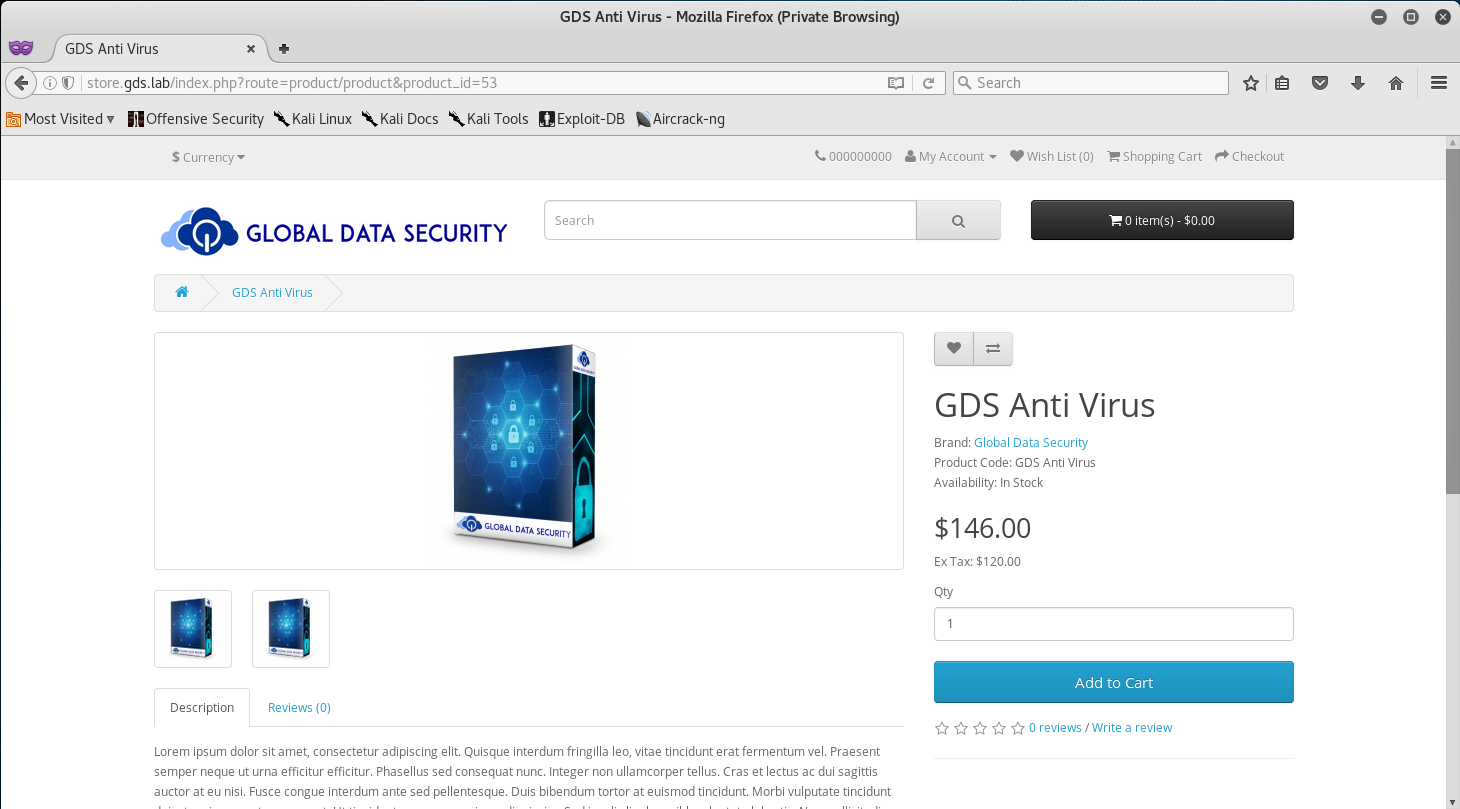 GDS Anti Virus - Mozilla Firefox (Private Browsing)
GDS Anti Virus
store.gds.lab/index.php?route=product/product&product_id=53
Search
Most Visited
Offensive Security
Kali Linux
Kali Docs
Kali Tools
Exploit-DB
Aircrack-ng
$ Currency
000000000
My Account
Wish List (0)
Shopping Cart
Checkout
GLOBAL DATA SECURITY
Search
0 item(s) - $0.00
GDS Anti Virus
GLOBAL DATA SECURITY
GDS Anti Virus
Brand: Global Data Security
Product Code: GDS Anti Virus
Availability: In Stock
$146.00
Ex Tax: $120.00
Qty
1
Add to Cart
0 reviews / Write a review
Description
Reviews (0)
Lorem ipsum dolor sit amet, consectetur adipiscing elit. Quisque interdum fringilla leo, vitae tincidunt erat fermentum vel. Praesent
semper neque ut urna efficitur efficitur. Phasellus sed consequat nunc. Integer non ullamcorper tellus. Cras et lectus ac dui sagittis
auctor at eu nisi. Fusce congue interdum ante sed pellentesque. Duis bibendum tortor at euismod tincidunt. Morbi vulputate tincidunt